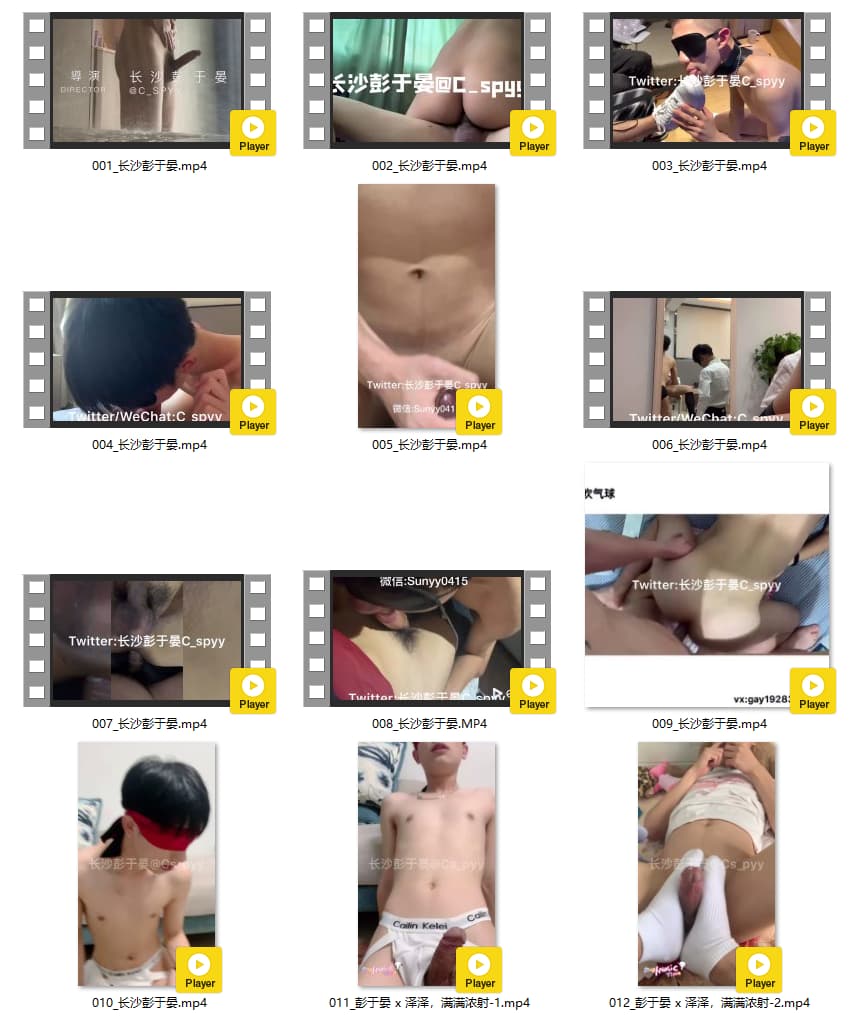 導演 长沙彭于晏
DIRECTOR @C_SPYY
Player
001_长沙彭于晏.mp4
长沙彭于晏@C_spyy
Player
002_长沙彭于晏.mp4
Twitter:长沙彭于晏C_spyy
Player
003_长沙彭于晏.mp4
Twitter/WeChat:C_spyy
Player
004_长沙彭于晏.mp4
Twitter:长沙彭于晏C_spyy
微信:Sunyy041
Player
005_长沙彭于晏.mp4
Twitter/WeChat:C_spyy
Player
006_长沙彭于晏.mp4
Twitter:长沙彭于晏C_spyy
Player
007_长沙彭于晏.mp4
微信:Sunyy0415
Twitter:长沙彭于晏C_spyy
Player
008_长沙彭于晏.MP4
吹气球
Twitter:长沙彭于晏C_spyy
vx:gay1928
Player
009_长沙彭于晏.mp4
长沙彭于晏@Cs_pyy
Player
010_长沙彭于晏.mp4
长沙彭于晏@Cs_pyy
Cailin Kelei
Player
011_彭于晏 x 泽泽，满满浓射-1.mp4
长沙彭于晏@Cs_pyy
Player
012_彭于晏 x 泽泽，满满浓射-2.mp4